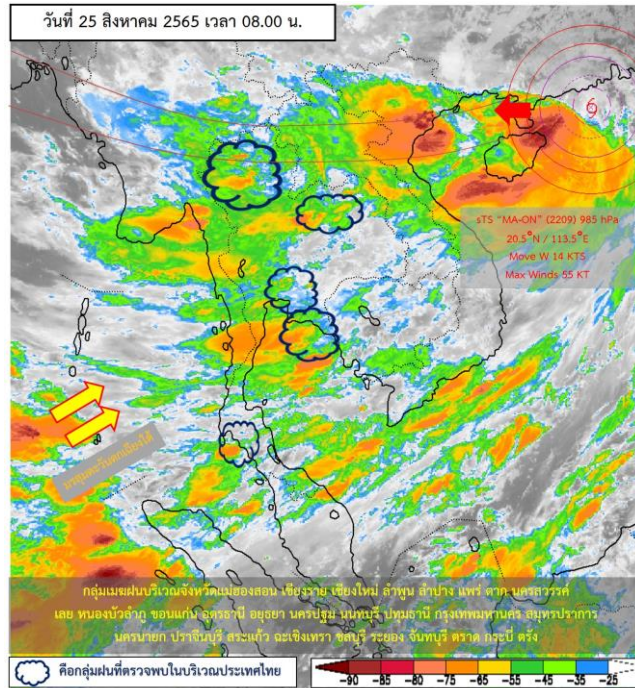 วันที่ 25 สิงหาคม 2565 เวลา 08.00 น.
sTS "MA-ON" (2209) 985 hPa
20.5°N / 113.5°E
Move W 14 KTS
Max Winds 55 KT
มรสุมตะวันตกเฉียงใต้
กลุ่มเมฆฝนบริเวณจังหวัดแม่ฮ่องสอน เชียงราย เชียงใหม่ ลำพูน ลำปาง แพร่ ตาก นครสวรรค์
เลย หนองบัวลำภู ขอนแก่น อุดรธานี อยุธยา นครปฐม นนทบุรี ปทุมธานี กรุงเทพมหานคร สมุทรปราการ
นครนายก ปราจีนบุรี สระแก้ว ฉะเชิงเทรา ชลบุรี ระยอง จันทบุรี ตราด กระบี่ ตรัง
คือกลุ่มฝนที่ตรวจพบในบริเวณประเทศไทย
-90 -85 -80 -75 -70 -65 -55 -45 -35 -25